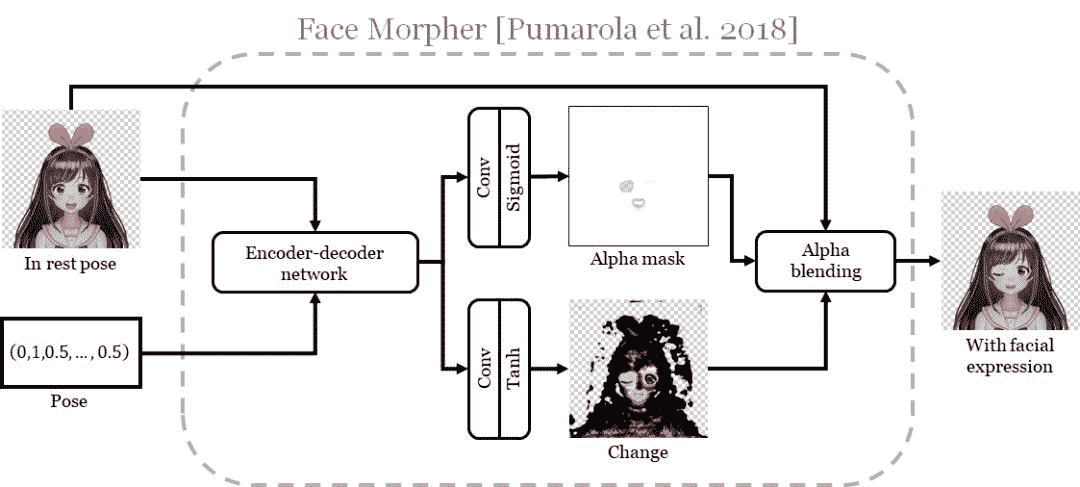 Face Morpher [Pumarola et al. 2018]
In rest pose
(0,1,0.5, ... , 0.5)
Pose
Encoder-decoder
network
Conv
Sigmoid
Alpha mask
Conv
Tanh
Change
Alpha
blending
With facial
expression